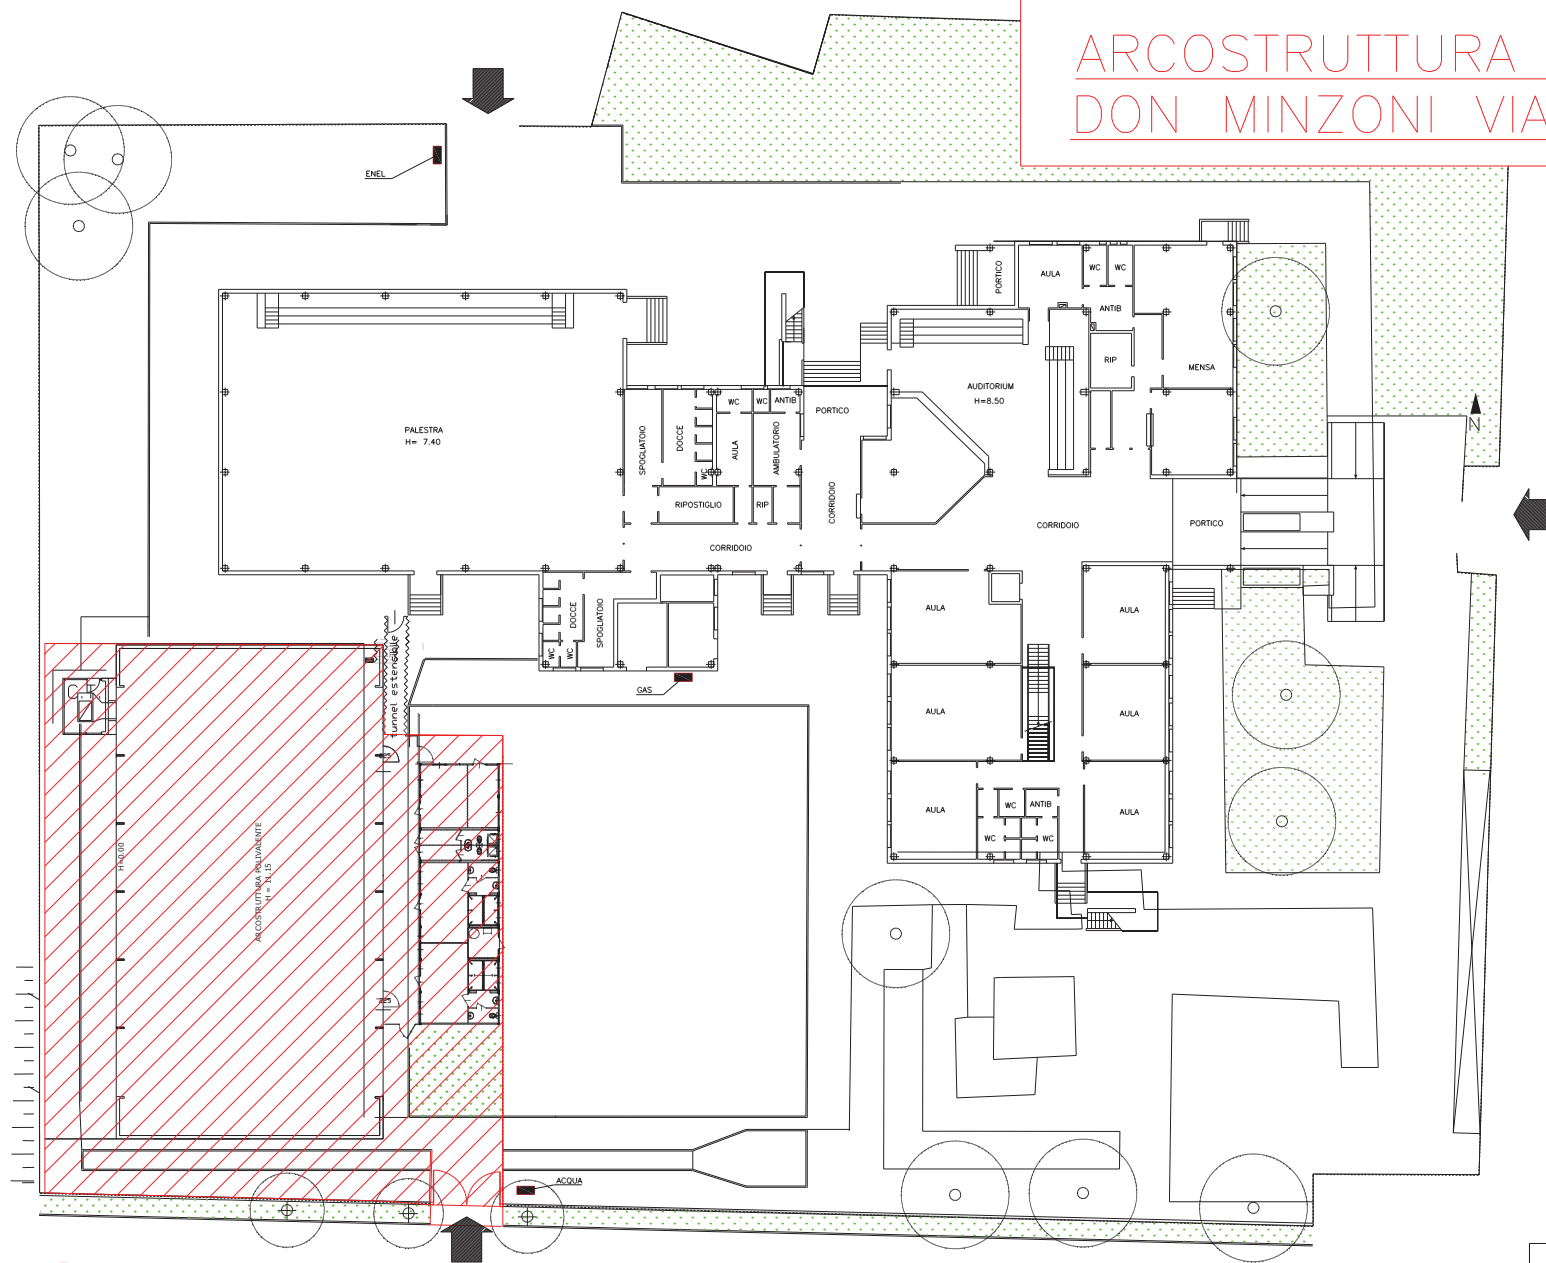 ARCOSTRUTTURA
DON MINZONI VIA
ENEL
PORTICO
AULA
WC
WC
ANTIB
RIP
MENSA
AUDITORIUM
H=8.50
PALESTRA
H= 7.40
SPOGLIATOIO
DOCCE
WC
WC
WC
ANTIB
AULA
AMBULATORIO
PORTICO
N
RIPOSTIGLIO
RIP
CORRIDOIO
CORRIDOIO
CORRIDOIO
PORTICO
DOCCE
SPOGLIATOIO
WC
WC
AULA
AULA
tunnel estensibile
GAS
AULA
AULA
AULA
WC
ANTIB
AULA
WC
WC
H=0.00
ARCOSTRUTTURA POLIVALENTE
H = 11.15
ACQUA